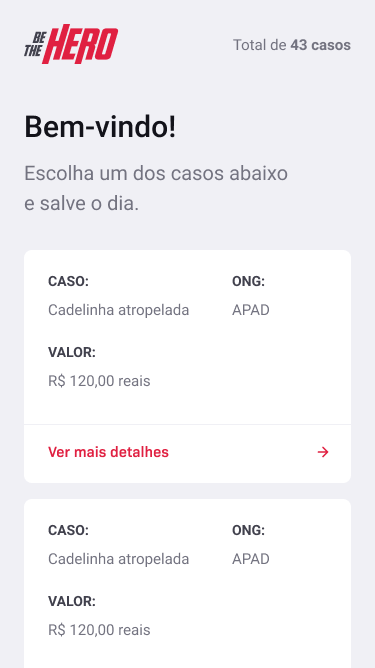 BE
THE
HERO
Total de 43 casos
Bem-vindo!
Escolha um dos casos abaixo
e salve o dia.
CASO:
ONG:
Cadelinha atropelada
APAD
VALOR:
R$ 120,00 reais
Ver mais detalhes
CASO:
ONG:
Cadelinha atropelada
APAD
VALOR:
R$ 120,00 reais